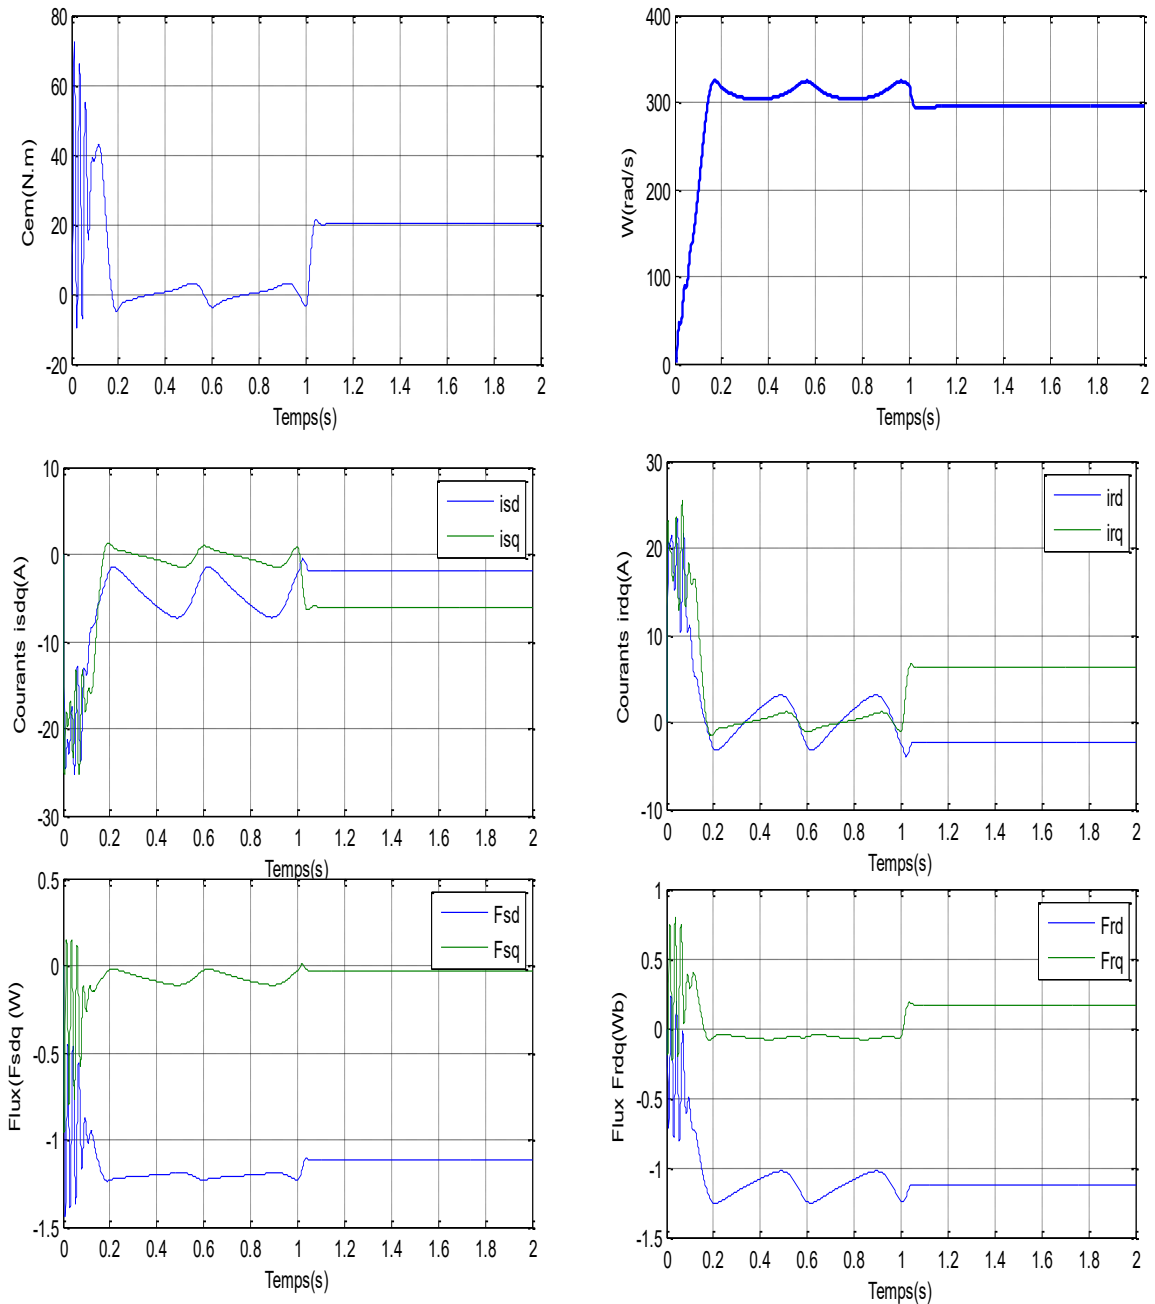 80
60
40
20
0
-20
Cem(N.m)
0 0.2 0.4 0.6 0.8 1 1.2 1.4 1.6 1.8 2
Temps(s)
400
300
200
100
0
W(rad/s)
0 0.2 0.4 0.6 0.8 1 1.2 1.4 1.6 1.8 2
Temps(s)
10
0
-10
-20
-30
Courants isdq(A)
isd
isq
0 0.2 0.4 0.6 0.8 1 1.2 1.4 1.6 1.8 2
Temps(s)
30
20
10
0
-10
Courants irdq(A)
ird
irq
0 0.2 0.4 0.6 0.8 1 1.2 1.4 1.6 1.8 2
Temps(s)
0.5
0
-0.5
-1
-1.5
Flux(Fsdq (W)
Fsd
Fsq
0 0.2 0.4 0.6 0.8 1 1.2 1.4 1.6 1.8 2
Temps(s)
1
0.5
0
-0.5
-1
-1.5
Flux Frdq(Wb)
Frd
Frq
0 0.2 0.4 0.6 0.8 1 1.2 1.4 1.6 1.8 2
Temps(s)